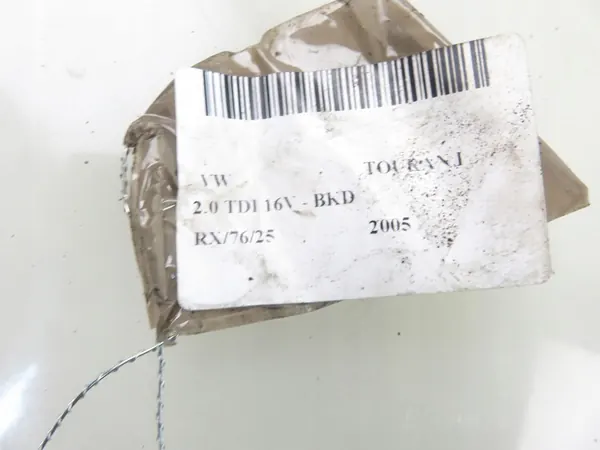 VW TOURAN I
2.0 TDI 16V - BKD
RX/76/25 2005